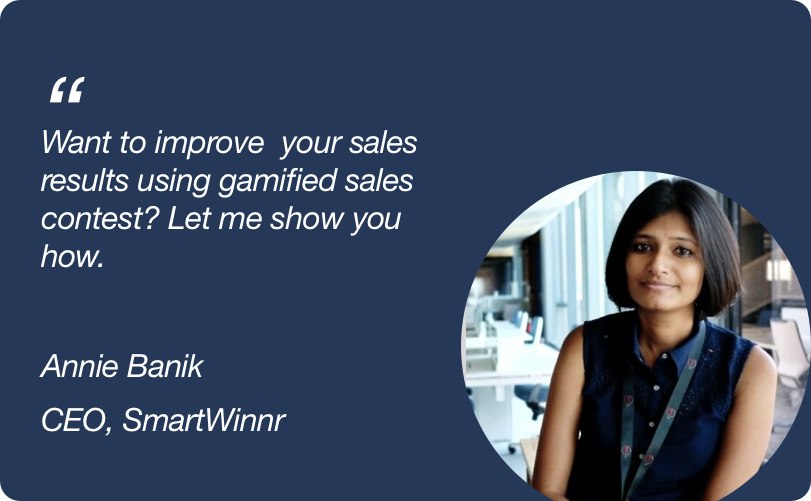 “
Want to improve  your sales
results using gamified sales
contest? Let me show you
how.
Annie Banik
CEO, SmartWinnr